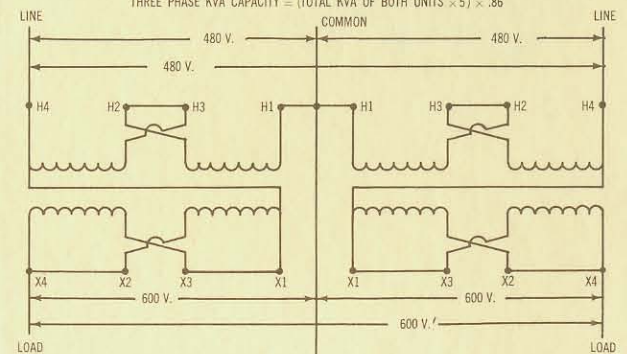 THREE PHASE KVA CAPACITY = (TOTAL KVA OF BOTH UNITS × 5) × .86
LINE COMMON LINE
480 V. 480 V.
480 V.
H4 H2 H3 H1 H1 H3 H2 H4
X4 X2 X3 X1 X1 X3 X2 X4
600 V. 600 V.
600 V.
LOAD LOAD